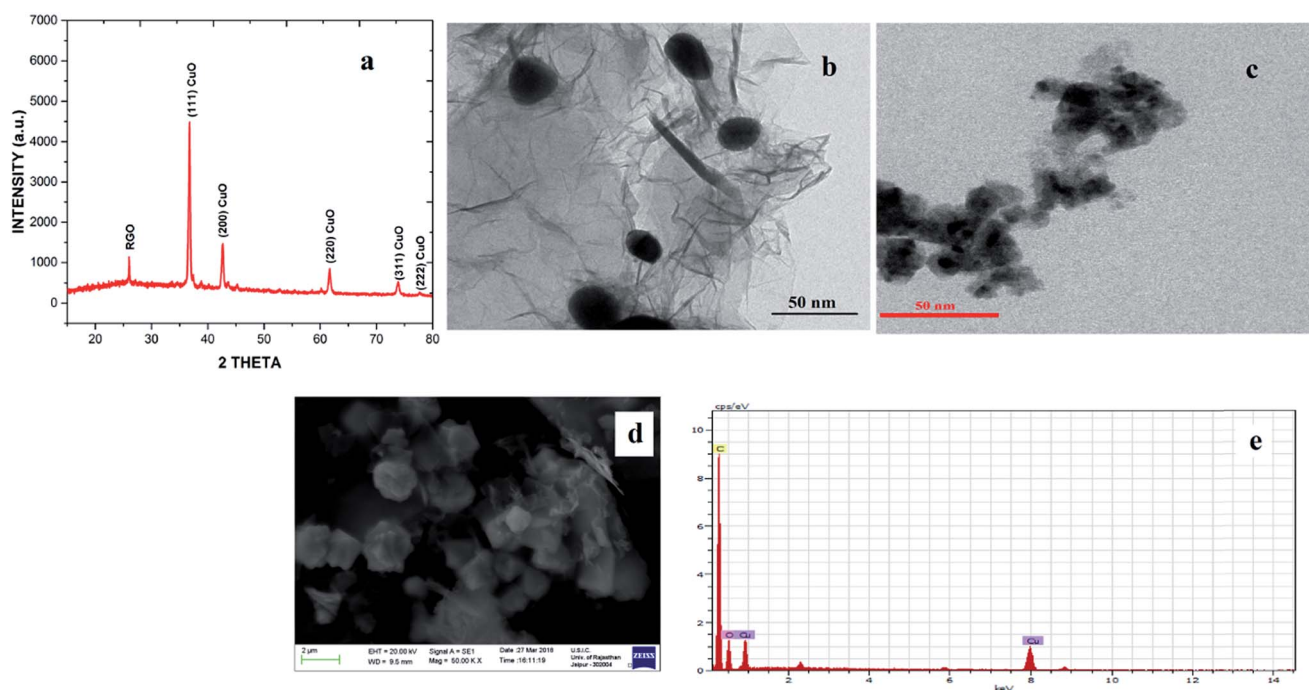 a
INTENSITY (a.u.)
7000
6000
5000
4000
3000
2000
1000
0
RGO
(111) CuO
(200) CuO
(220) CuO
(311) CuO
(222) CuO
20 30 40 50 60 70 80
2 THETA
b
50 nm
c
50 nm
d
2 µm
EHT = 20.00 kV
WD = 9.5 mm
Signal A = SE1
Mag = 50.00 K X
Date :27 Mar 2018
Time :16:11:19
U.S.I.C.
Univ. of Rajasthan
Jaipur - 302004
ZEISS
e
cps/eV
10
8
6
4
2
0
C
O
Cu
Cu
2 4 6 8 10 12 14
keV